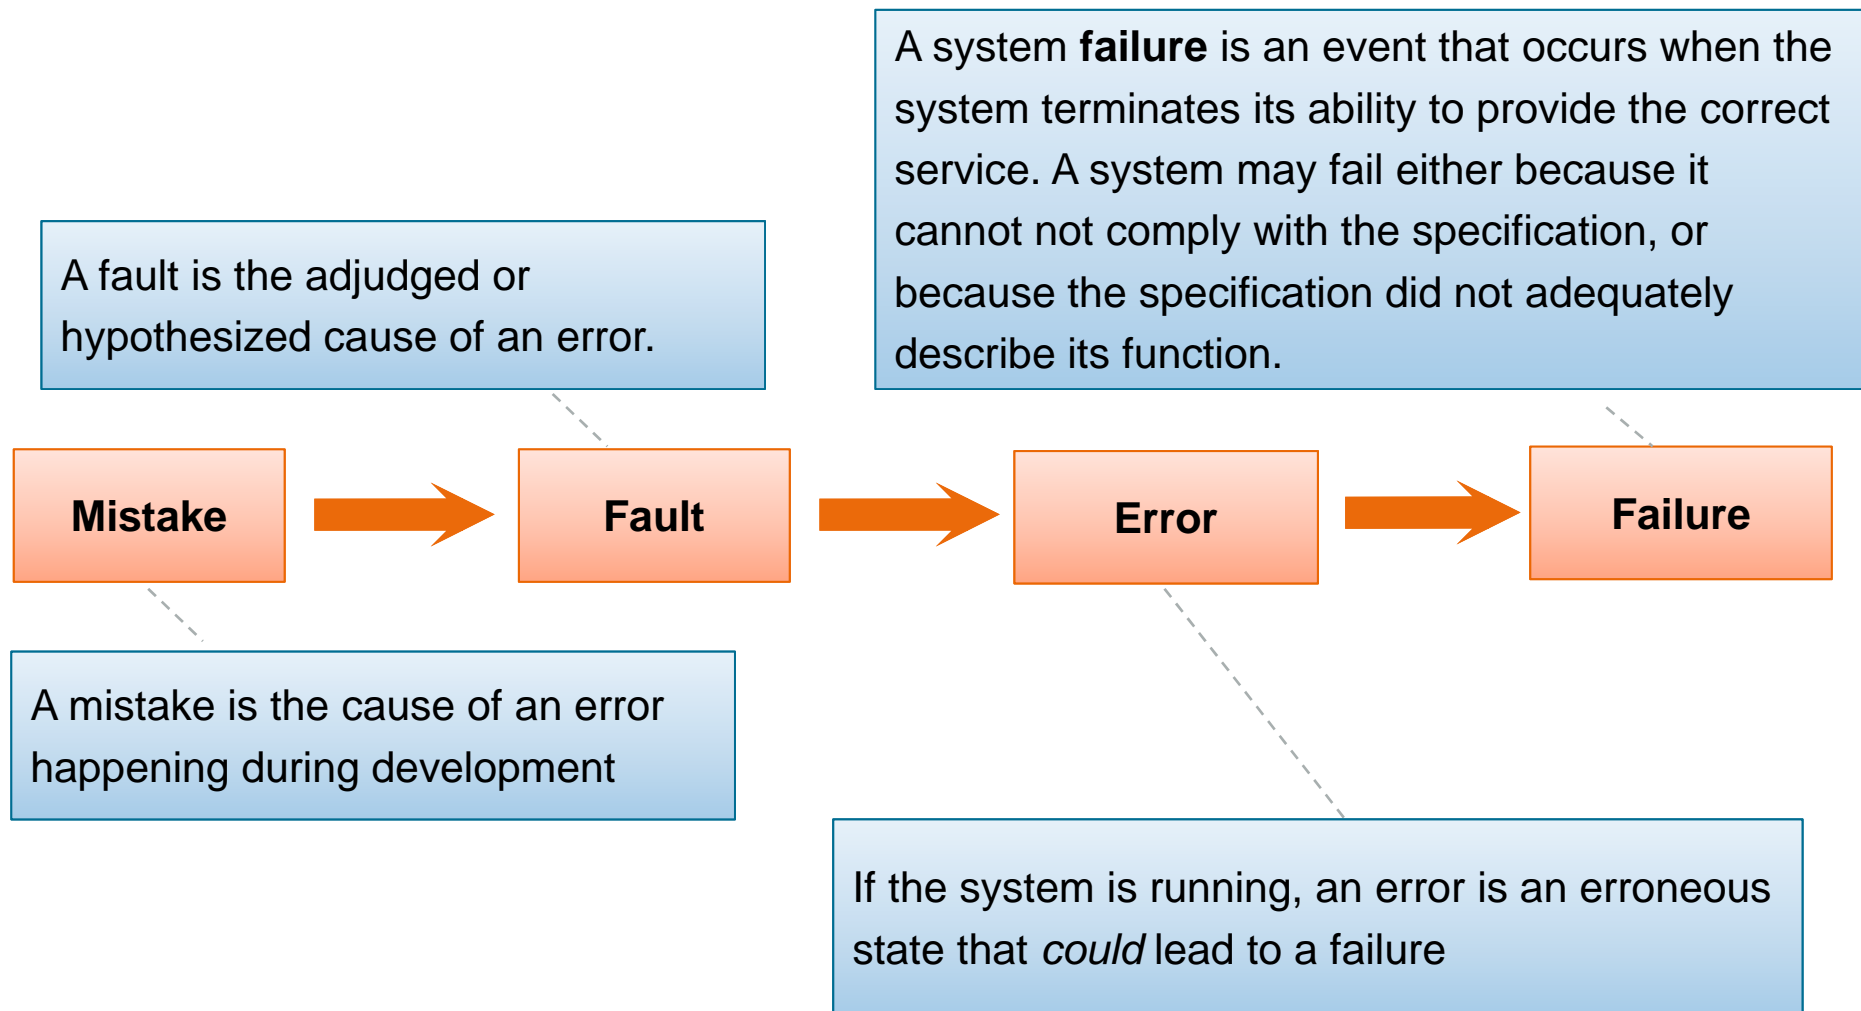 A system failure is an event that occurs when the
system terminates its ability to provide the correct
service. A system may fail either because it
cannot not comply with the specification, or
because the specification did not adequately
describe its function.
A fault is the adjudged or
hypothesized cause of an error.
Mistake
Fault
Error
Failure
A mistake is the cause of an error
happening during development
If the system is running, an error is an erroneous
state that could lead to a failure